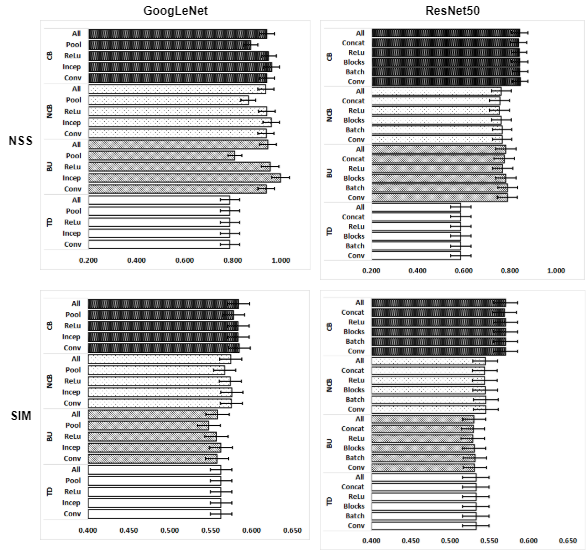 GoogLeNet
ResNet50
NSS
CB
All
Pool
ReLu
Incep
Conv
NCB
All
Pool
ReLu
Incep
Conv
BU
All
Pool
ReLu
Incep
Conv
TD
All
Pool
ReLu
Incep
Conv
0.200 0.400 0.600 0.800 1.000
CB
All
Concat
ReLu
Blocks
Batch
Conv
NCB
All
Concat
ReLu
Blocks
Batch
Conv
BU
All
Concat
ReLu
Blocks
Batch
Conv
TD
All
Concat
ReLu
Blocks
Batch
Conv
0.200 0.400 0.600 0.800 1.000
SIM
CB
All
Pool
ReLu
Incep
Conv
NCB
All
Pool
ReLu
Incep
Conv
BU
All
Pool
ReLu
Incep
Conv
TD
All
Pool
ReLu
Incep
Conv
0.400 0.450 0.500 0.550 0.600 0.650
CB
All
Concat
ReLu
Blocks
Batch
Conv
NCB
All
Concat
ReLu
Blocks
Batch
Conv
BU
All
Concat
ReLu
Blocks
Batch
Conv
TD
All
Concat
ReLu
Blocks
Batch
Conv
0.400 0.450 0.500 0.550 0.600 0.650